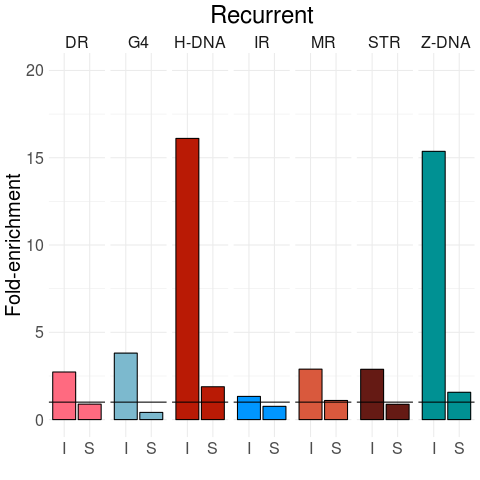 Recurrent
DR G4 H-DNA IR MR STR Z-DNA
Fold-enrichment
20
15
10
5
0
I S I S I S I S I S I S I S